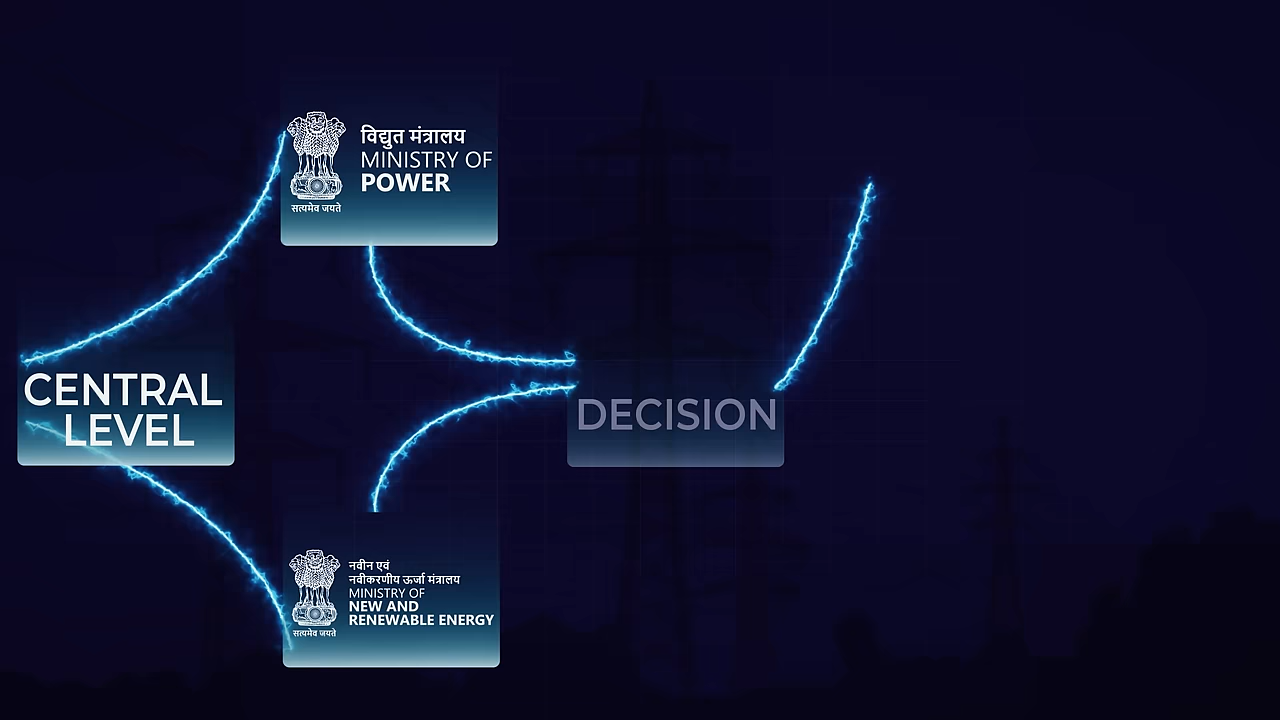 विद्युत मंत्रालय
MINISTRY OF
POWER
सत्यमेव जयते
CENTRAL
LEVEL
DECISION
नवीन एवं
नवीकरणीय ऊर्जा मंत्रालय
MINISTRY OF
NEW AND
RENEWABLE ENERGY
सत्यमेव जयते